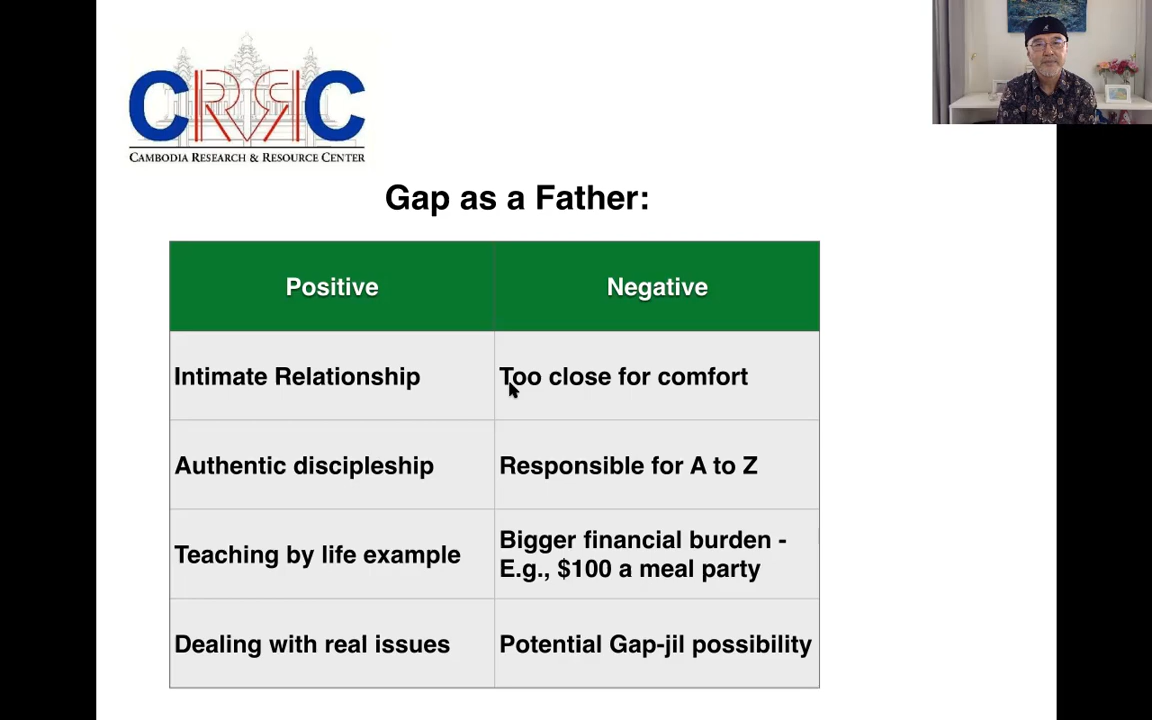 CRRC
CAMBODIA RESEARCH & RESOURCE CENTER
Gap as a Father:
Positive
Negative
Intimate Relationship
Too close for comfort
Authentic discipleship
Responsible for A to Z
Teaching by life example
Bigger financial burden -
E.g., $100 a meal party
Dealing with real issues
Potential Gap-jil possibility